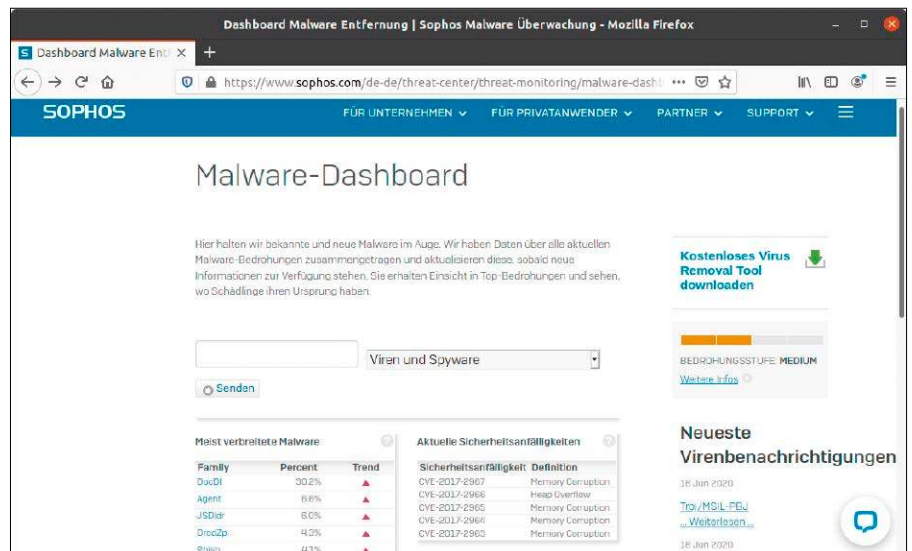 Dashboard Malware Entfernung | Sophos Malware Überwachung - Mozilla Firefox
S Dashboard Malware Ent
https://www.sophos.com/de-de/threat-center/threat-monitoring/malware-dash
SOPHOS
FÜR UNTERNEHMEN
FÜR PRIVATANWENDER
PARTNER
SUPPORT
Malware-Dashboard
Hier halten wir bekannte und neue Malware im Auge. Wir haben Daten über alle aktuellen
Malware-Bedrohungen zusammengetragen und aktualisieren diese, sobald neue
Informationen zur Verfügung stehen. Sie erhalten Einsicht in Top-Bedrohungen und sehen,
wo Schädlinge ihren Ursprung haben.
Viren und Spyware
Senden
Kostenloses Virus
Removal Tool
downloaden
BEDROHUNGSSTUFE: MEDIUM
Weitere Infos
Meist verbreitete Malware
Family Percent Trend
DocDl 30.2%
Agent 6.6%
JSDldr 6.0%
DredZp 4.3%
Phish 4.1%
Aktuelle Sicherheitsanfälligkeiten
Sicherheitsanfälligkeit Definition
CVE-2017-2967 Memory Corruption
CVE-2017-2966 Heap Overflow
CVE-2017-2965 Memory Corruption
CVE-2017-2964 Memory Corruption
CVE-2017-2963 Memory Corruption
Neueste
Virenbenachrichtigungen
18 Jun 2020
Troj/MSIL-PBJ
... Weiterlesen ...
18 Jun 2020